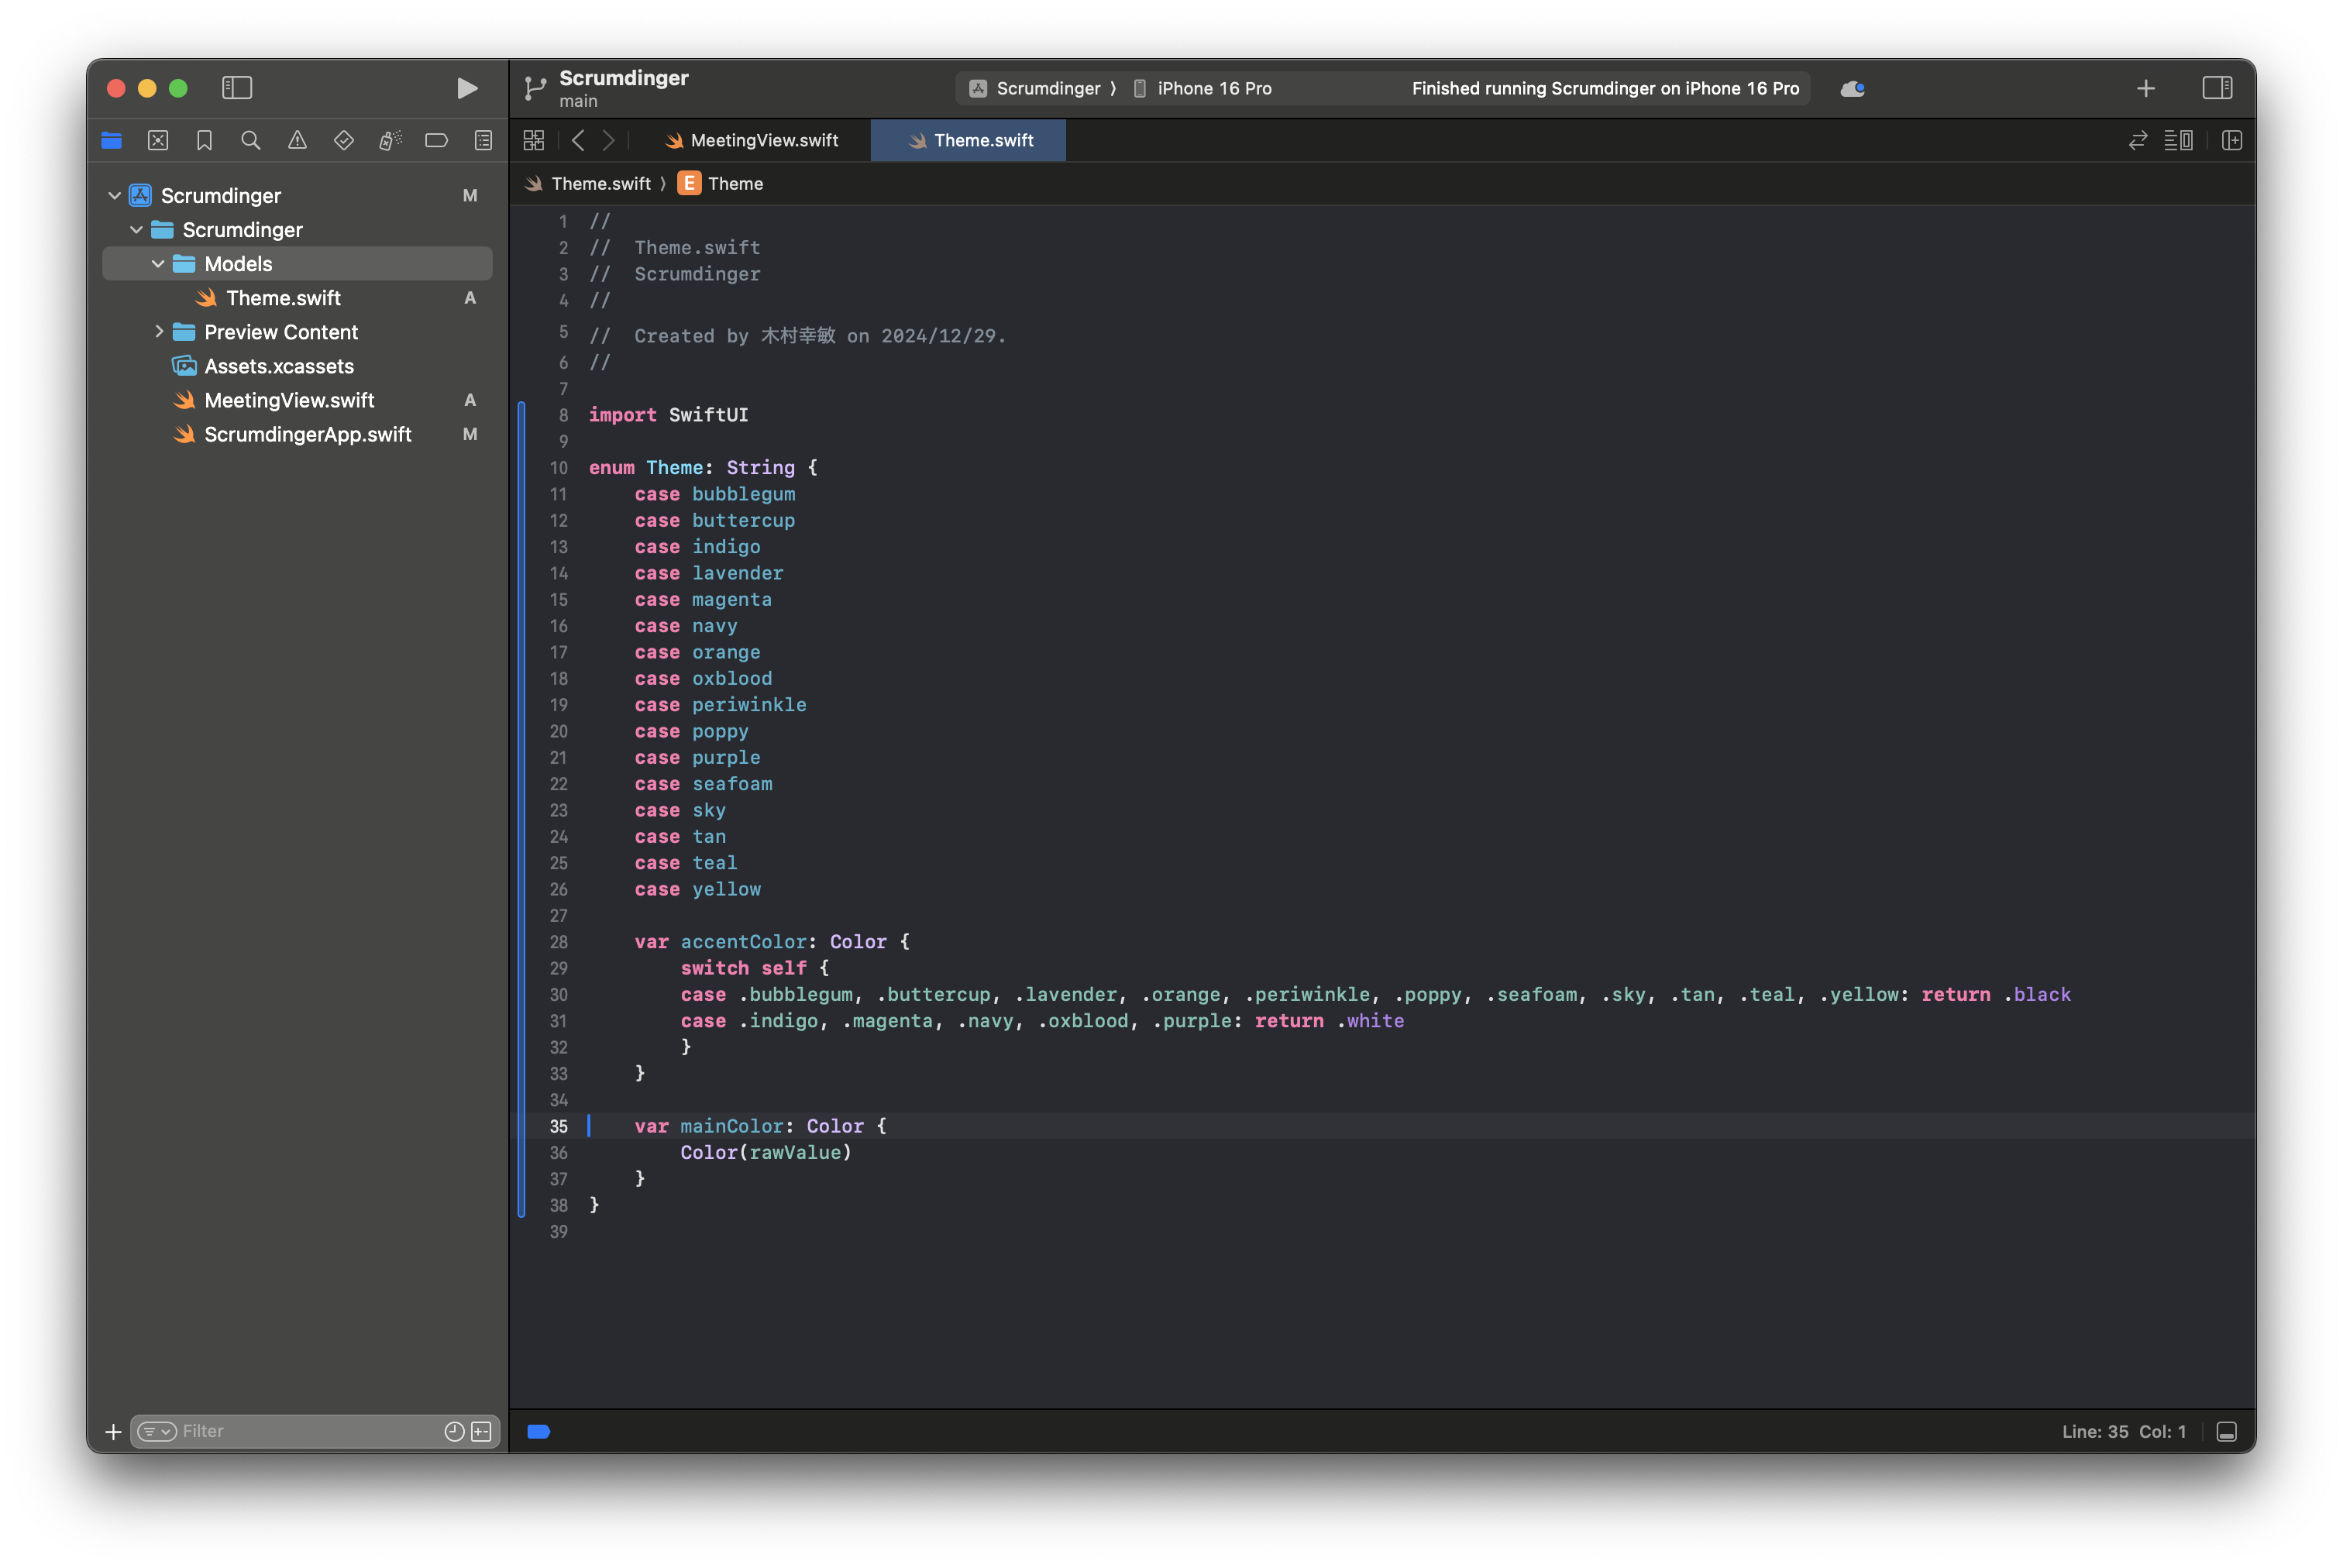 Scrumdinger
main
Scrumdinger 〉 iPhone 16 Pro
Finished running Scrumdinger on iPhone 16 Pro
MeetingView.swift
Theme.swift
Theme.swift 〉 E Theme
Scrumdinger M
Scrumdinger
Models
Theme.swift A
Preview Content
Assets.xcassets
MeetingView.swift A
ScrumdingerApp.swift M
1 //
2 //  Theme.swift
3 //  Scrumdinger
4 //
5 //  Created by 木村幸敏 on 2024/12/29.
6 //
7
8 import SwiftUI
9
10 enum Theme: String {
11     case bubblegum
12     case buttercup
13     case indigo
14     case lavender
15     case magenta
16     case navy
17     case orange
18     case oxblood
19     case periwinkle
20     case poppy
21     case purple
22     case seafoam
23     case sky
24     case tan
25     case teal
26     case yellow
27
28     var accentColor: Color {
29         switch self {
30         case .bubblegum, .buttercup, .lavender, .orange, .periwinkle, .poppy, .seafoam, .sky, .tan, .teal, .yellow: return .black
31         case .indigo, .magenta, .navy, .oxblood, .purple: return .white
32         }
33     }
34
35     var mainColor: Color {
36         Color(rawValue)
37     }
38 }
39
Filter
Line: 35 Col: 1